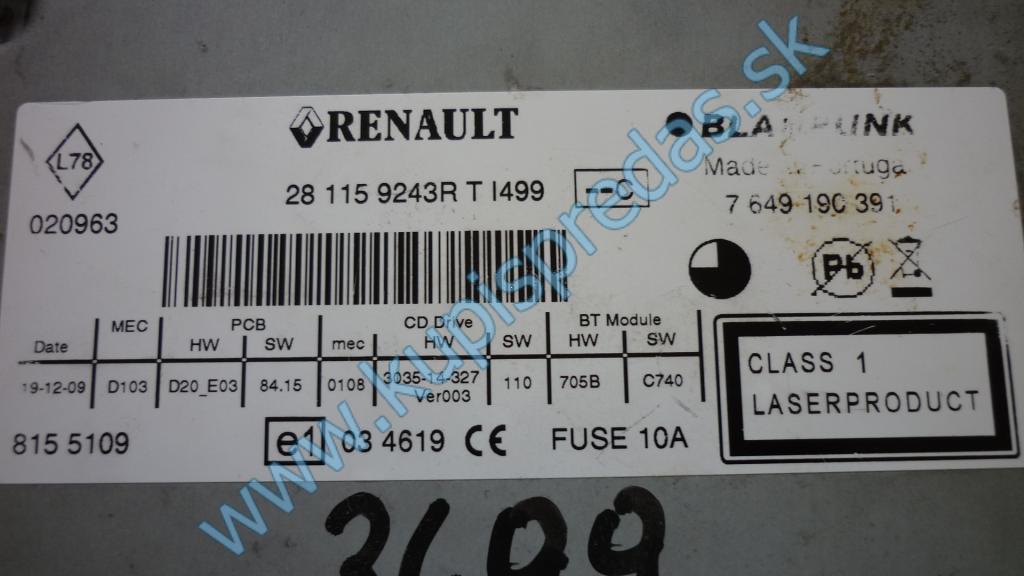 RENAULT
BLAUPUNKT
L78
Made in Portugal
28 115 9243R T I499
--c
7 649 190 391
020963
Pb
MEC PCB CD Drive BT Module
Date HW SW mec HW SW HW SW
19-12-09 D103 D20_E03 84.15 0108 3035-14-327 110 705B C740
Ver003
CLASS 1
LASERPRODUCT
815 5109 e1 03 4619 CE FUSE 10A
www.kupispredas.sk